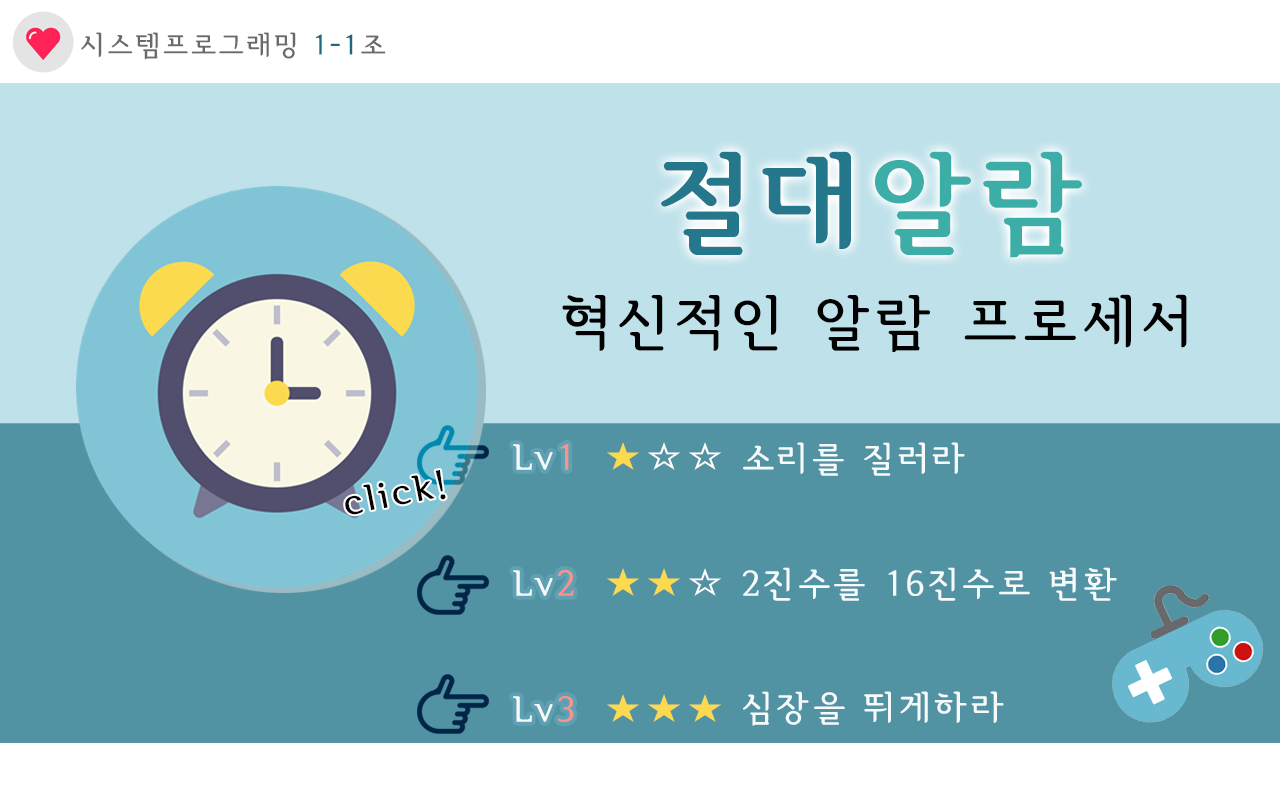 시스템프로그래밍 1-1조
절대알람
혁신적인 알람 프로세서
click!
Lv1 ★☆☆ 소리를 질러라
Lv2 ★★☆ 2진수를 16진수로 변환
Lv3 ★★★ 심장을 뛰게하라